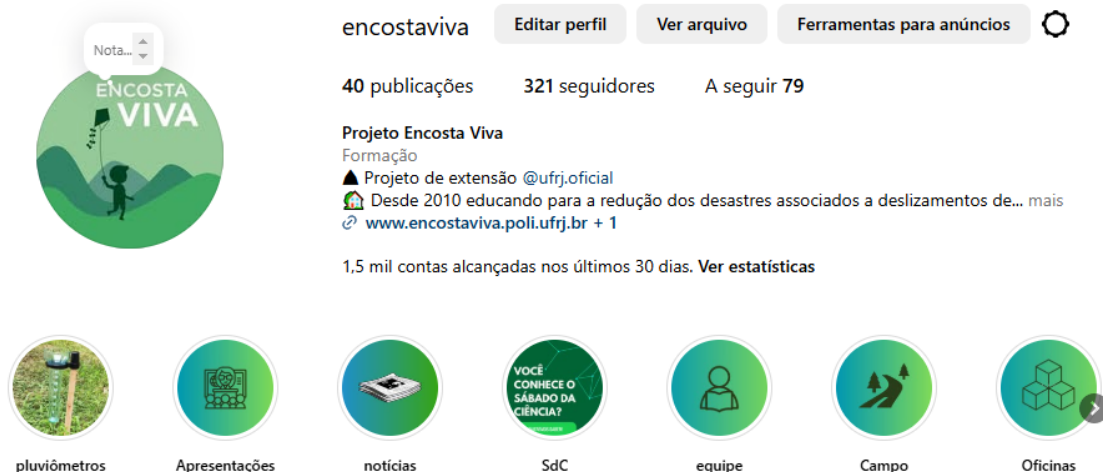 encostaviva Editar perfil Ver arquivo Ferramentas para anúncios
Nota...
ENCOSTA
VIVA
40 publicações 321 seguidores A seguir 79
Projeto Encosta Viva
Formação
Projeto de extensão @ufrj.oficial
Desde 2010 educando para a redução dos desastres associados a deslizamentos de... mais
www.encostaviva.poli.ufrj.br + 1
1,5 mil contas alcançadas nos últimos 30 dias. Ver estatísticas
VOCÊ
CONHECE O
SÁBADO DA
CIÊNCIA?
pluviômetros Apresentações notícias SdC equipe Campo Oficinas